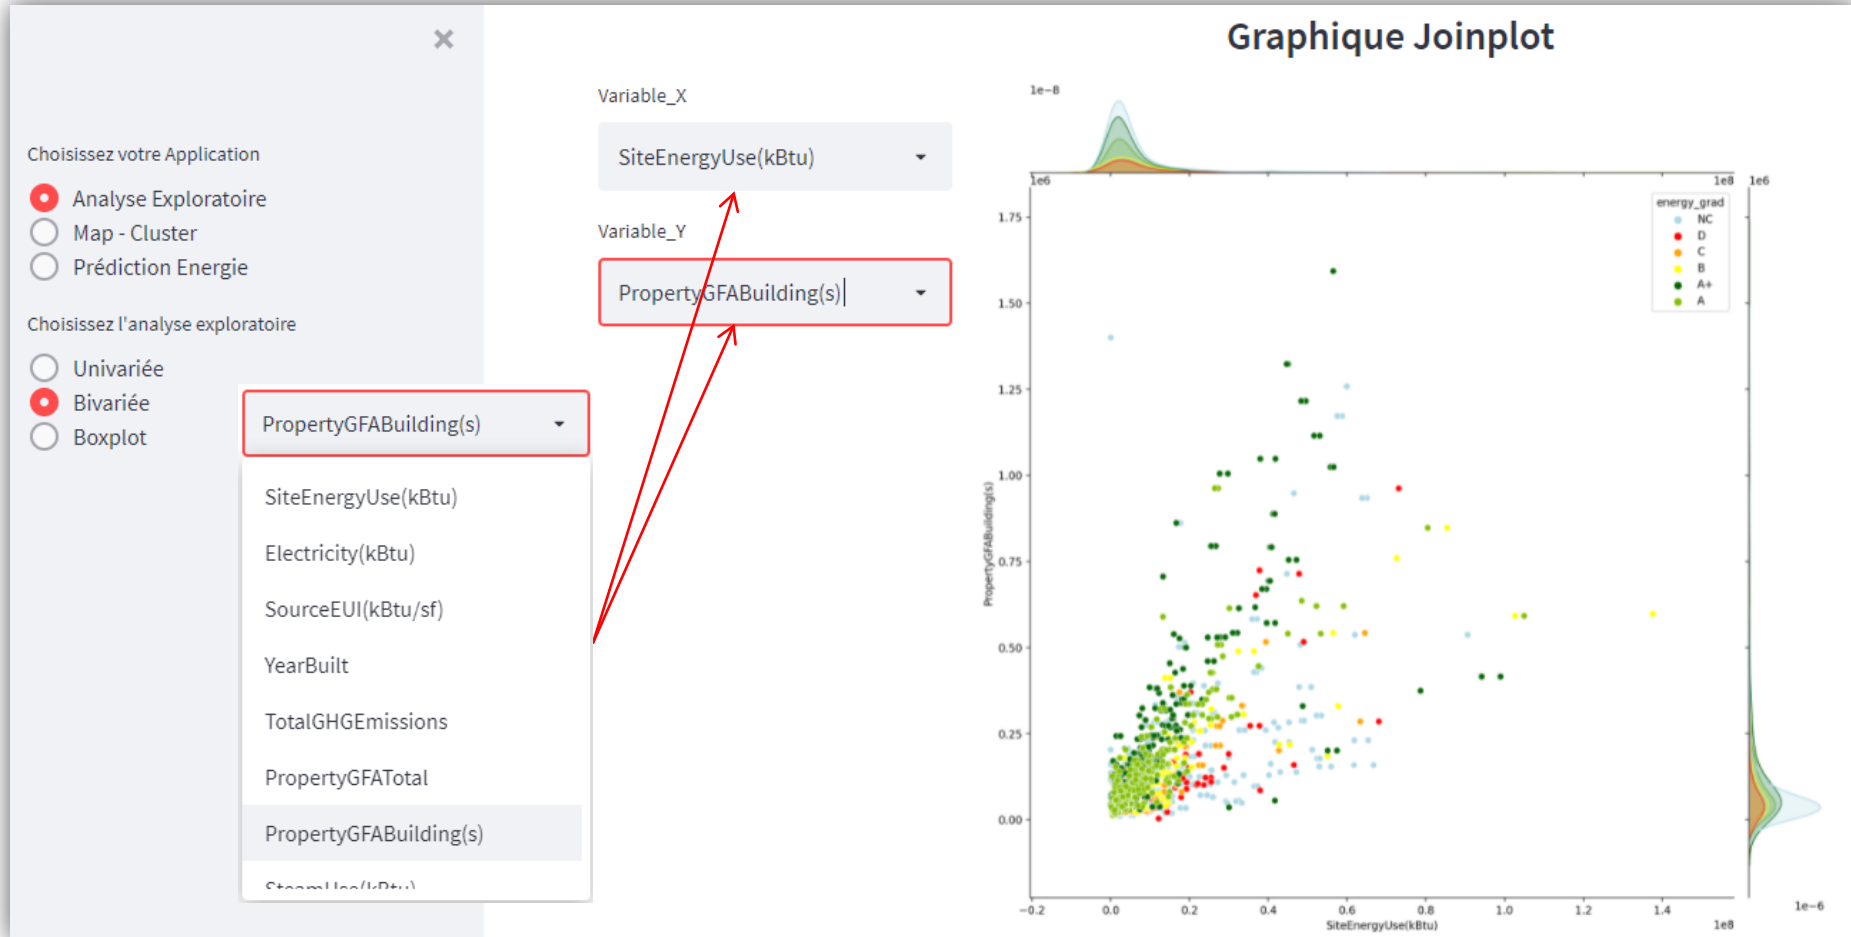 Choisissez votre Application
Analyse Exploratoire
Map - Cluster
Prédiction Energie
Choisissez l'analyse exploratoire
Univariée
Bivariée
Boxplot
PropertyGFABuilding(s)
SiteEnergyUse(kBtu)
Electricity(kBtu)
SourceEUI(kBtu/sf)
YearBuilt
TotalGHGEmissions
PropertyGFATotal
PropertyGFABuilding(s)
SteamUse(kBtu)
Variable_X
SiteEnergyUse(kBtu)
Variable_Y
PropertyGFABuilding(s)
Graphique Joinplot
1e-8
1e6
1e8
1e6
energy_grad
NC
D
C
B
A+
A
1.75
1.50
1.25
1.00
0.75
0.50
0.25
0.00
PropertyGFABuilding(s)
−0.2
0.0
0.2
0.4
0.6
0.8
1.0
1.2
1.4
SiteEnergyUse(kBtu)
1e8
1e-6